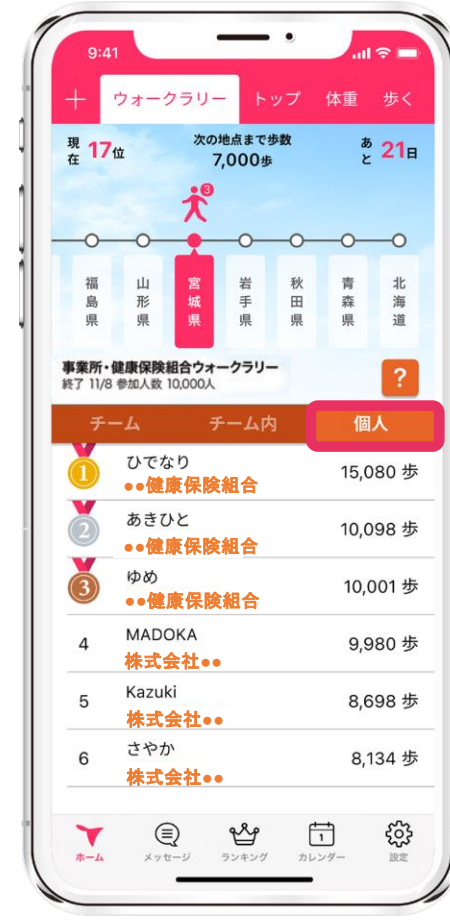 9:41
ウォークラリー トップ 体重 歩く
現在 17位
次の地点まで歩数
7,000歩
あと 21日
3
福島県
山形県
宮城県
岩手県
秋田県
青森県
北海道
事業所・健康保険組合ウォークラリー
終了 11/8 参加人数 10,000人
?
チーム チーム内 個人
1 ひでなり 15,080 歩
●●健康保険組合
2 あきひと 10,098 歩
●●健康保険組合
3 ゆめ 10,001 歩
●●健康保険組合
4 MADOKA 9,980 歩
株式会社●●
5 Kazuki 8,698 歩
株式会社●●
6 さやか 8,134 歩
株式会社●●
1
ホーム メッセージ ランキング カレンダー 設定